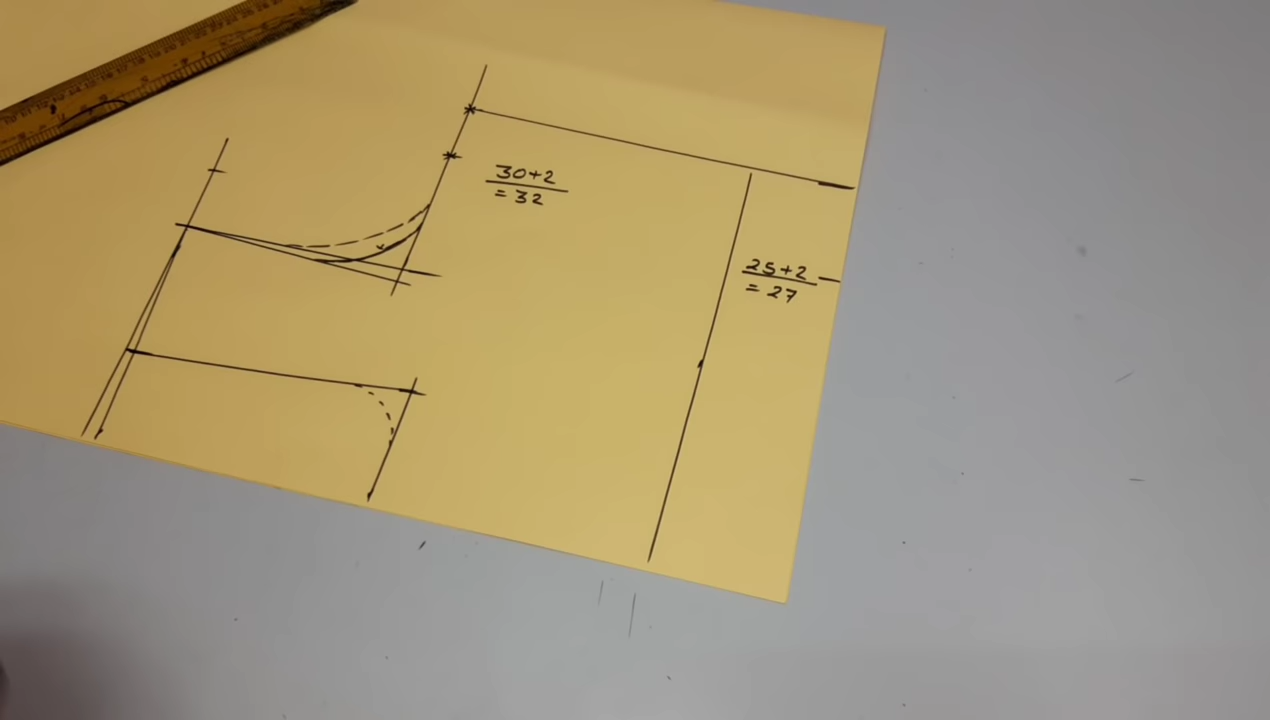 30+2
= 32
25+2
= 27